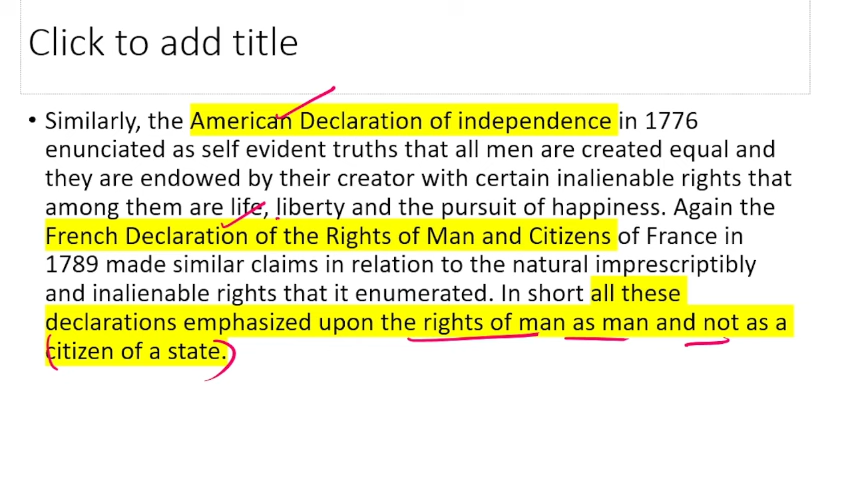 Click to add title
• Similarly, the American Declaration of independence in 1776
enunciated as self evident truths that all men are created equal and
they are endowed by their creator with certain inalienable rights that
among them are life, liberty and the pursuit of happiness. Again the
French Declaration of the Rights of Man and Citizens of France in
1789 made similar claims in relation to the natural imprescriptibly
and inalienable rights that it enumerated. In short all these
declarations emphasized upon the rights of man as man and not as a
citizen of a state.